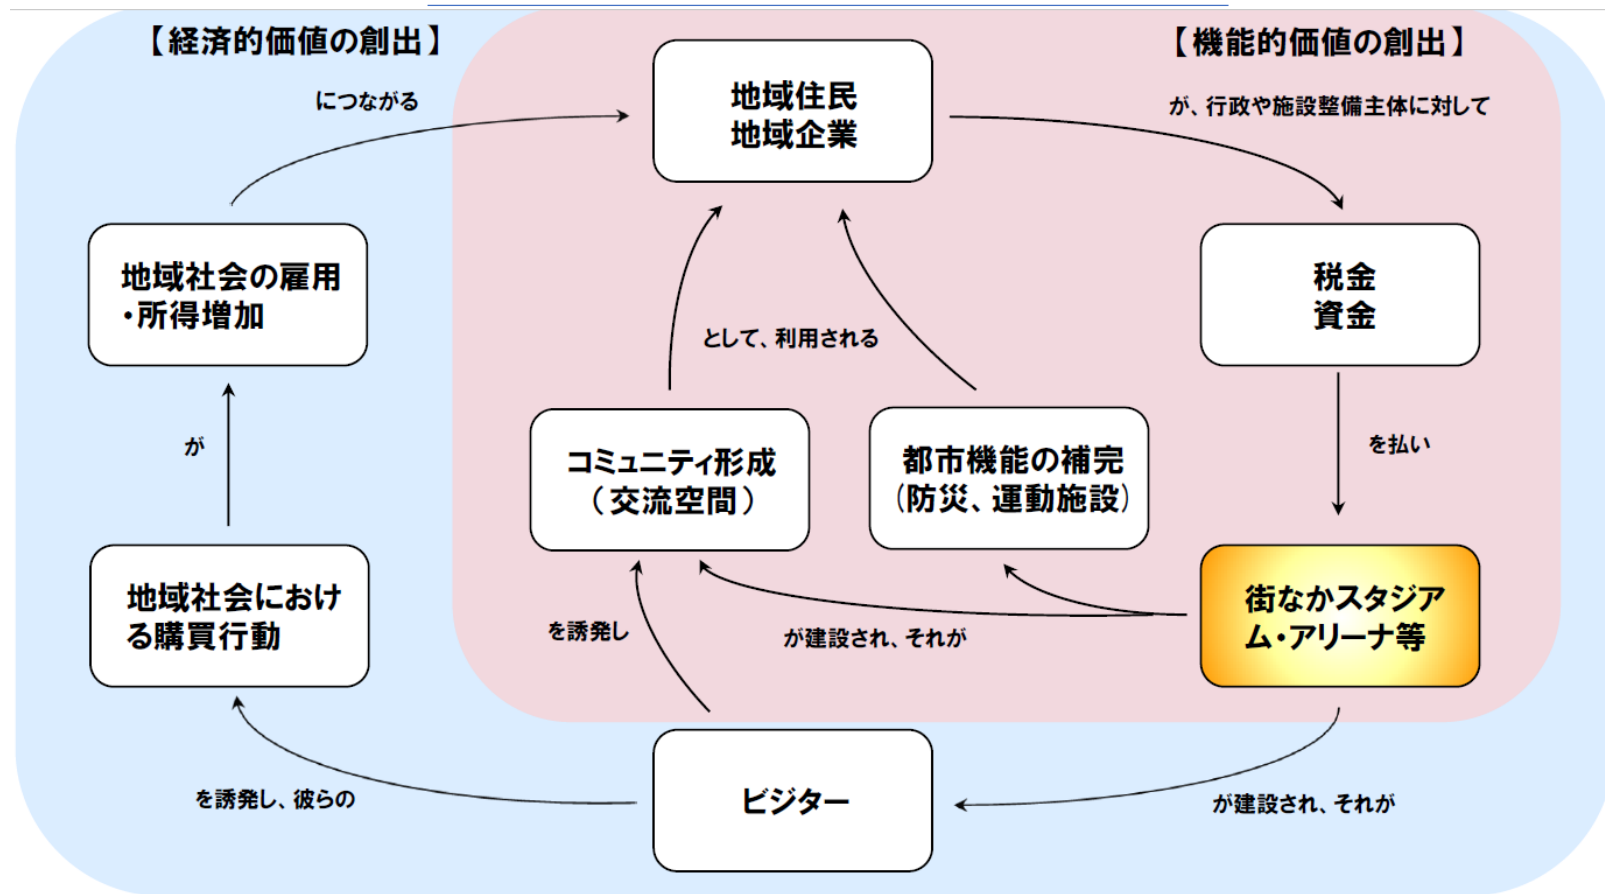 【経済的価値の創出】
【機能的価値の創出】
につながる
地域住民
地域企業
が、行政や施設整備主体に対して
地域社会の雇用
・所得増加
税金
資金
として、利用される
が
を払い
コミュニティ形成
（交流空間）
都市機能の補完
(防災、運動施設)
地域社会におけ
る購買行動
街なかスタジア
ム・アリーナ等
を誘発し
が建設され、それが
を誘発し、彼らの
ビジター
が建設され、それが